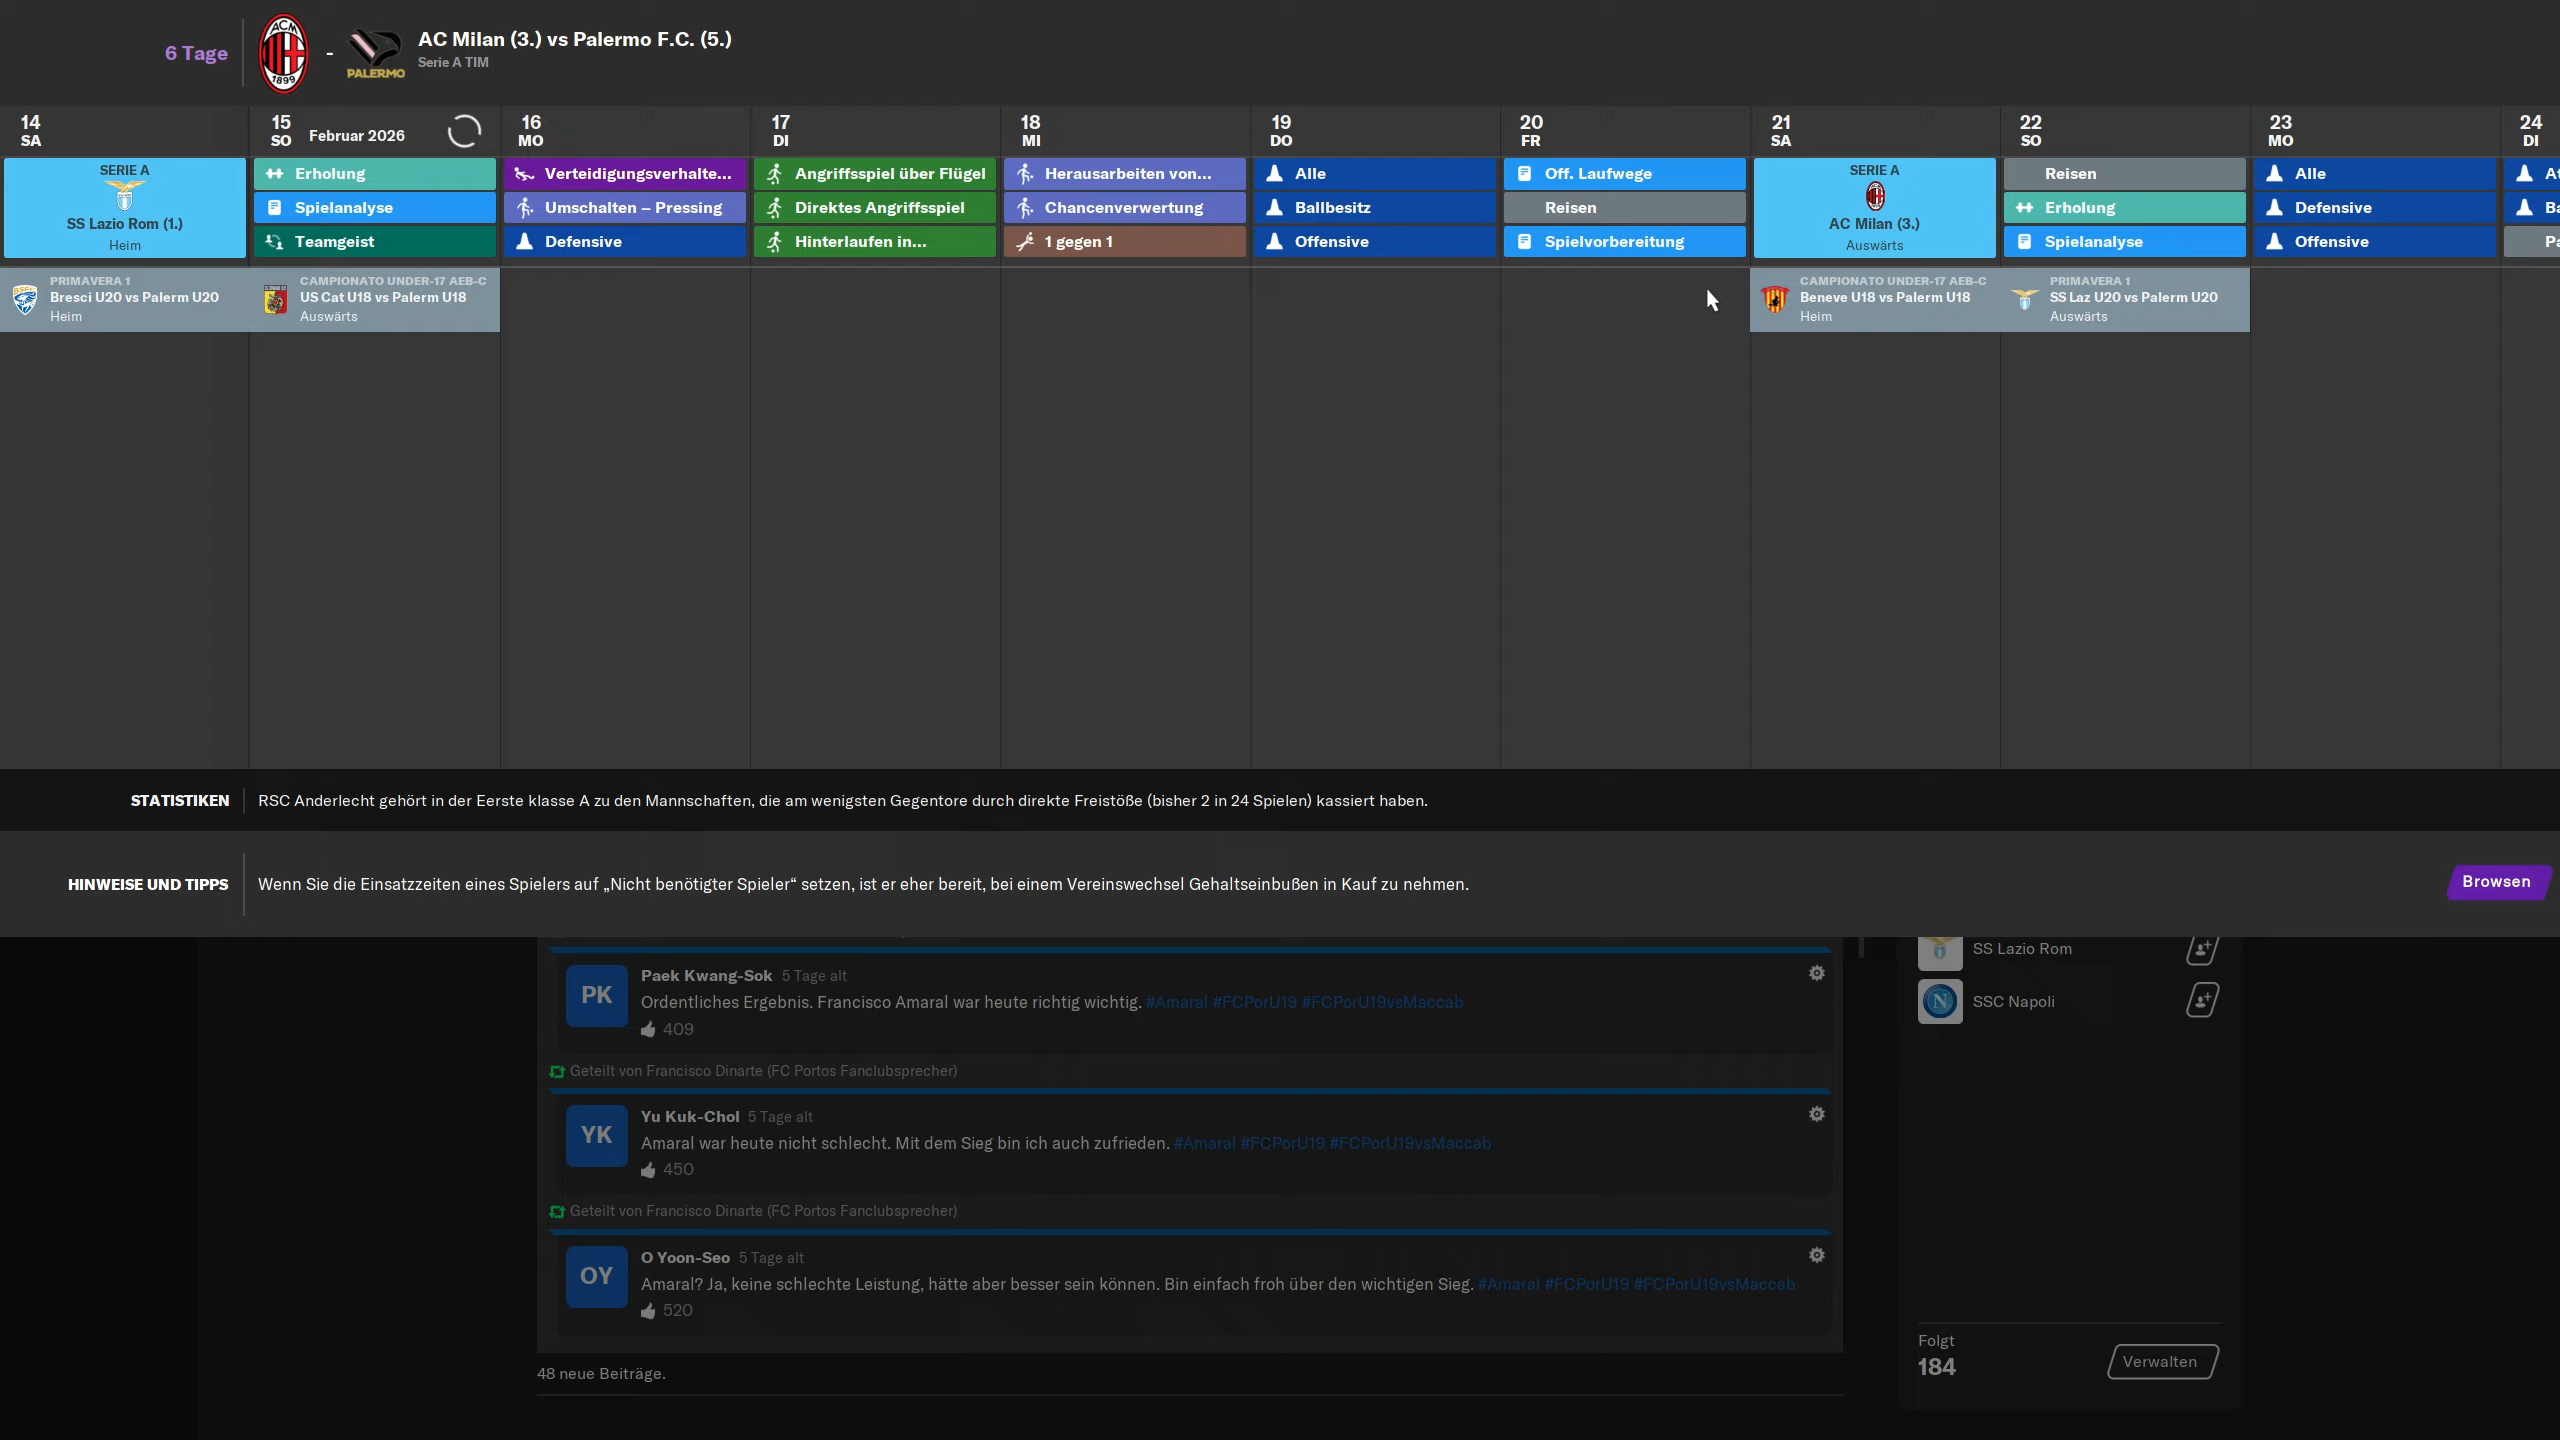 6 Tage
ACM
1899
-
PALERMO
AC Milan (3.) vs Palermo F.C. (5.)
Serie A TIM
14
SA
15
SO
Februar 2026
16
MO
17
DI
18
MI
19
DO
20
FR
21
SA
22
SO
23
MO
24
DI
SERIE A
SS Lazio Rom (1.)
Heim
Erholung
Spielanalyse
Teamgeist
Verteidigungsverhalte...
Umschalten – Pressing
Defensive
Angriffsspiel über Flügel
Direktes Angriffsspiel
Hinterlaufen in...
Herausarbeiten von...
Chancenverwertung
1 gegen 1
Alle
Ballbesitz
Offensive
Off. Laufwege
Reisen
Spielvorbereitung
SERIE A
AC Milan (3.)
Auswärts
Reisen
Erholung
Spielanalyse
Alle
Defensive
Offensive
At
Ba
Pa
PRIMAVERA 1
Bresci U20 vs Palerm U20
Heim
CAMPIONATO UNDER-17 AEB-C
US Cat U18 vs Palerm U18
Auswärts
CAMPIONATO UNDER-17 AEB-C
Beneve U18 vs Palerm U18
Heim
PRIMAVERA 1
SS Laz U20 vs Palerm U20
Auswärts
STATISTIKEN
RSC Anderlecht gehört in der Eerste klasse A zu den Mannschaften, die am wenigsten Gegentore durch direkte Freistöße (bisher 2 in 24 Spielen) kassiert haben.
HINWEISE UND TIPPS
Wenn Sie die Einsatzzeiten eines Spielers auf „Nicht benötigter Spieler“ setzen, ist er eher bereit, bei einem Vereinswechsel Gehaltseinbußen in Kauf zu nehmen.
Browsen
PK
Paek Kwang-Sok 5 Tage alt
Ordentliches Ergebnis. Francisco Amaral war heute richtig wichtig. #Amaral #FCPorU19 #FCPorU19vsMaccab
409
Geteilt von Francisco Dinarte (FC Portos Fanclubsprecher)
YK
Yu Kuk-Chol 5 Tage alt
Amaral war heute nicht schlecht. Mit dem Sieg bin ich auch zufrieden. #Amaral #FCPorU19 #FCPorU19vsMaccab
450
Geteilt von Francisco Dinarte (FC Portos Fanclubsprecher)
OY
O Yoon-Seo 5 Tage alt
Amaral? Ja, keine schlechte Leistung, hätte aber besser sein können. Bin einfach froh über den wichtigen Sieg. #Amaral #FCPorU19 #FCPorU19vsMaccab
520
48 neue Beiträge.
SS Lazio Rom
N
SSC Napoli
Folgt
184
Verwalten